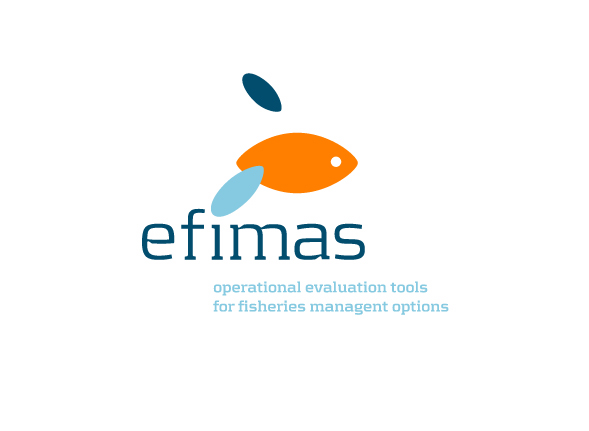 efimas
operational evaluation tools
for fisheries managent options